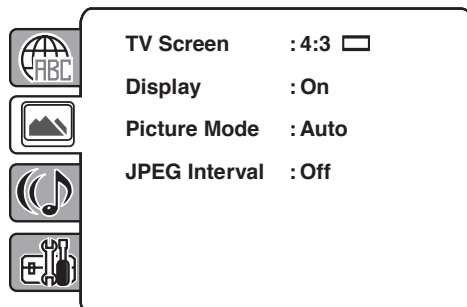 ABC
TV Screen : 4:3
Display : On
Picture Mode : Auto
JPEG Interval : Off